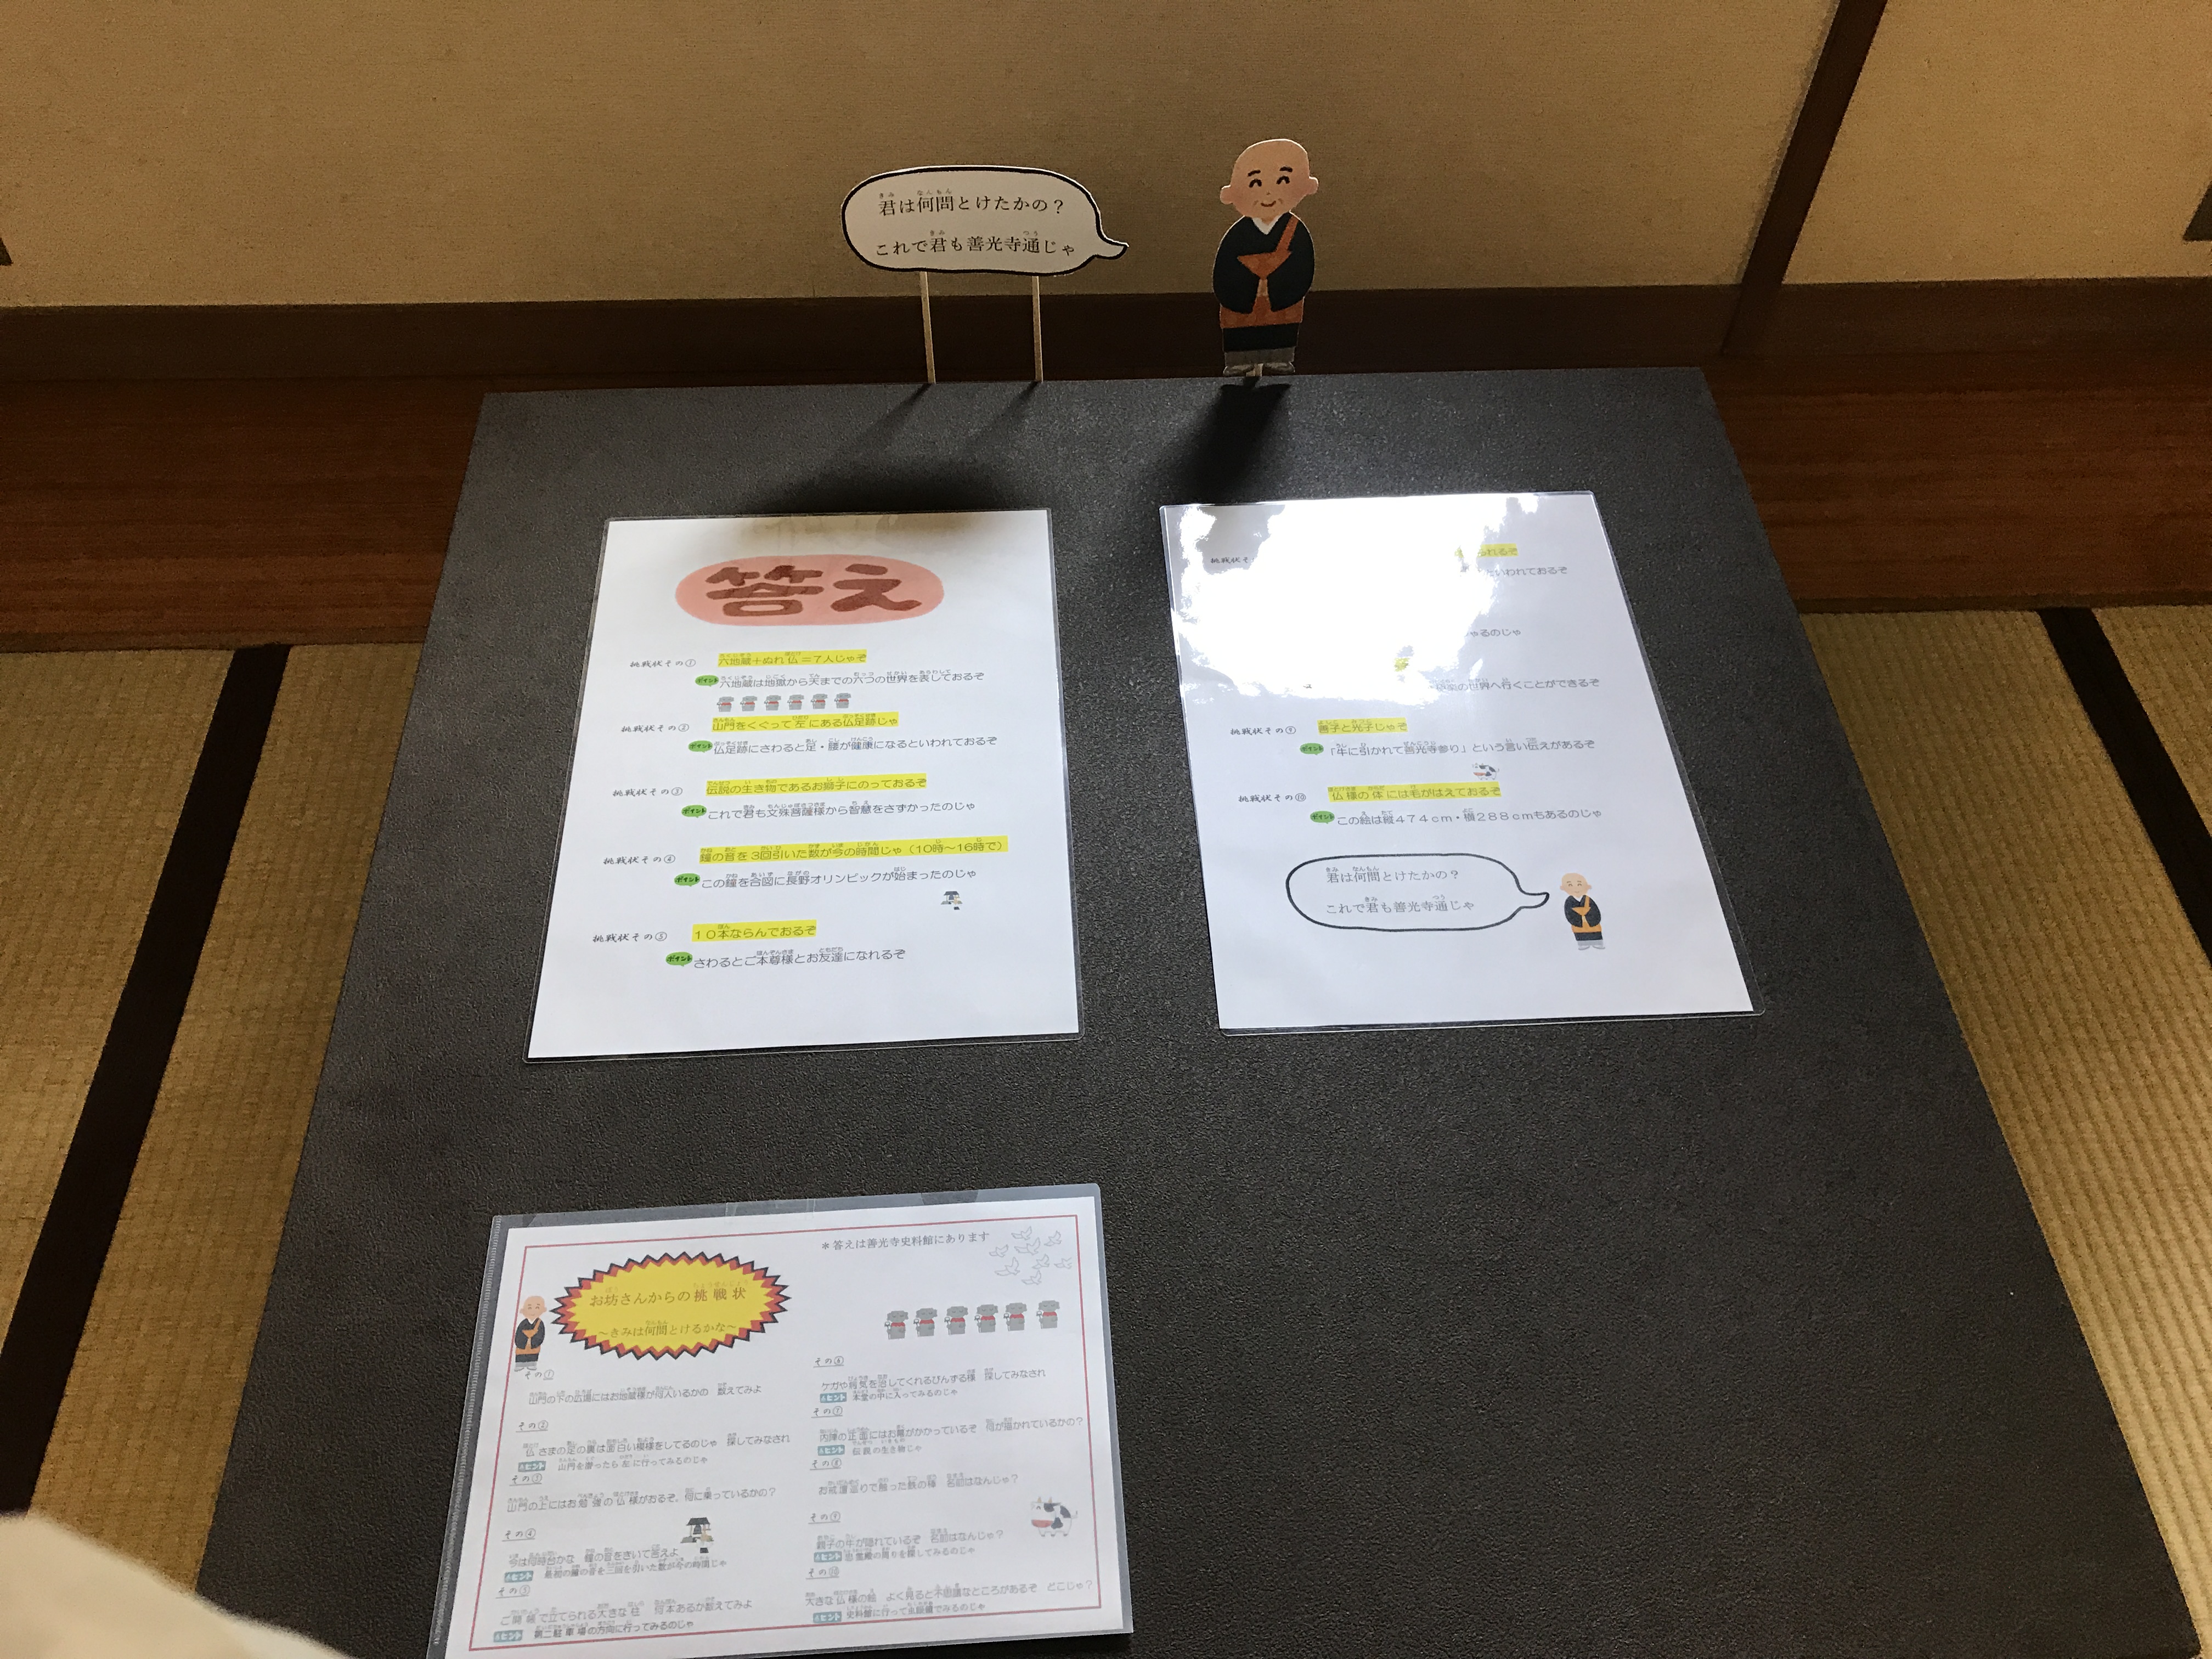 君は何問とけたかの？
これで君も善光寺通じゃ
答え
挑戦状その① 六地蔵＋ぬれ仏＝７人じゃぞ
ポイント 六地蔵は地獄から天までの六つの世界を表しておるぞ
挑戦状その② 山門をくぐって左にある仏足跡じゃ
ポイント 仏足跡にさわると足・腰が健康になるといわれておるぞ
挑戦状その③ 伝説の生き物であるお獅子にのっておるぞ
ポイント これで君も文殊菩薩様から智慧をさずかったのじゃ
挑戦状その④ 鐘の音を３回引いた数が今の時間じゃ（10時～16時で）
ポイント この鐘を合図に長野オリンピックが始まったのじゃ
挑戦状その⑤ １０本ならんでおるぞ
ポイント さわるとご本尊様とお友達になれるぞ
挑戦状そ
れるぞ
といわれておるぞ
ゃるのじゃ
の世界へ行くことができるぞ
挑戦状その⑨ 善子と光子じゃぞ
ポイント 「牛に引かれて善光寺参り」という言い伝えがあるぞ
挑戦状その⑩ 仏様の体には毛がはえておるぞ
ポイント この絵は縦４７４ｃｍ・横２８８ｃｍもあるのじゃ
君は何問とけたかの？
これで君も善光寺通じゃ
＊答えは善光寺史料館にあります
お坊さんからの挑戦状
～きみは何問とけるかな～
その①
山門の下の広場にはお地蔵様が何人いるかの 数えてみよ
その②
仏さまの足の裏は面白い模様をしてるのじゃ 探してみなされ
ヒント 山門を潜ったら左に行ってみるのじゃ
その③
山門の上にはお勉強の仏様がおるぞ、何に乗っているかの？
その④
今は何時台かな 鐘の音をきいて答えよ
ヒント 最初の鐘の音を三回を引いた数が今の時間じゃ
その⑤
ご開帳で立てられる大きな柱 何本あるか数えてみよ
ヒント 第二駐車場の方向に行ってみるのじゃ
その⑥
ケガや病気を治してくれるびんずる様 探してみなされ
ヒント 本堂の中に入ってみるのじゃ
その⑦
内陣の正面にはお幕がかかっているぞ 何が描かれているかの？
ヒント 伝説の生き物じゃ
その⑧
お戒壇巡りで触った鉄の棒 名前はなんじゃ？
その⑨
親子の牛が隠れているぞ 名前はなんじゃ？
ヒント 忠霊殿の周りを探してみるのじゃ
その⑩
大きな仏様の絵 よく見ると不思議なところがあるぞ どこじゃ？
ヒント 史料館に行って虫眼鏡でみるのじゃ